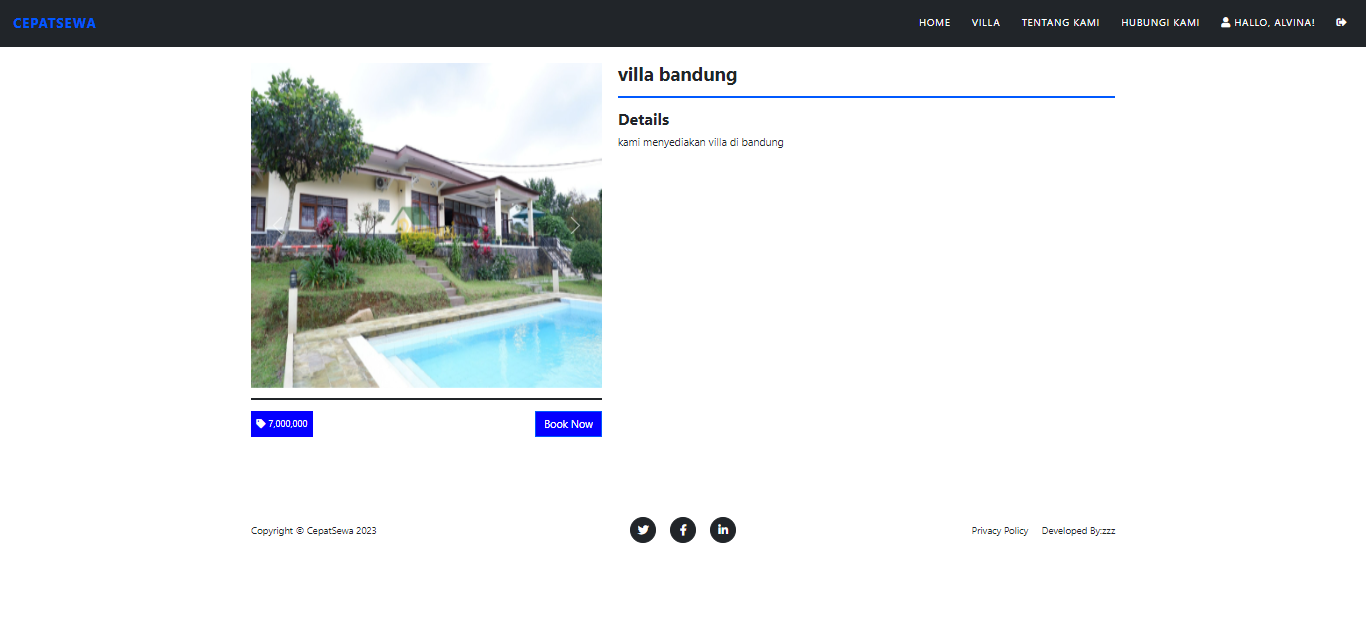 CEPATSEWA
HOME VILLA TENTANG KAMI HUBUNGI KAMI HALLO, ALVINA!
villa bandung
Details
kami menyediakan villa di bandung
7,000,000
Book Now
Copyright © CepatSewa 2023
Privacy Policy Developed By:zzz